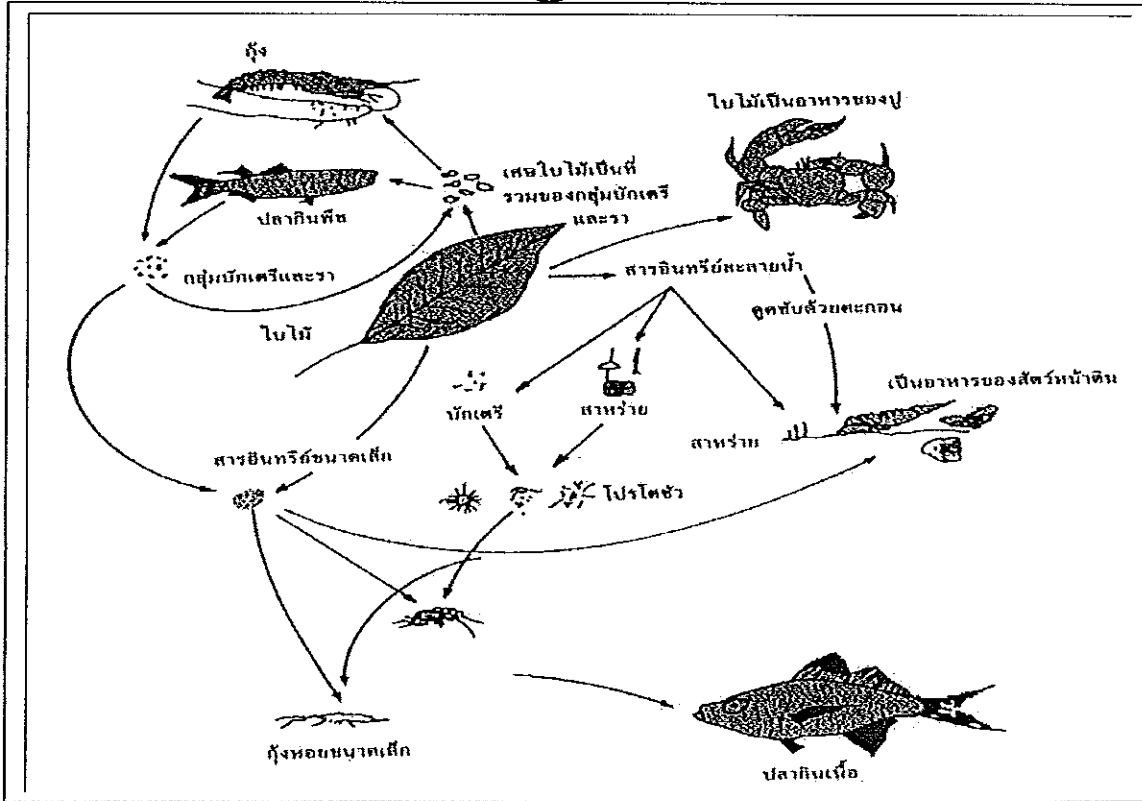 กุ้ง
ใบไม้เป็นอาหารของปู
เศษใบไม้เป็นที่
รวมของกลุ่มบักเตรี
และรา
ปลากินพืช
กลุ่มบักเตรีและรา
สารอินทรีย์ละลายน้ำ
ดูดซับด้วยตะกอน
ใบไม้
เป็นอาหารของสัตว์หน้าดิน
บักเตรี
สาหร่าย
สาหร่าย
สารอินทรีย์ขนาดเล็ก
โปรโตซัว
กุ้งหอยขนาดเล็ก
ปลากินเนื้อ